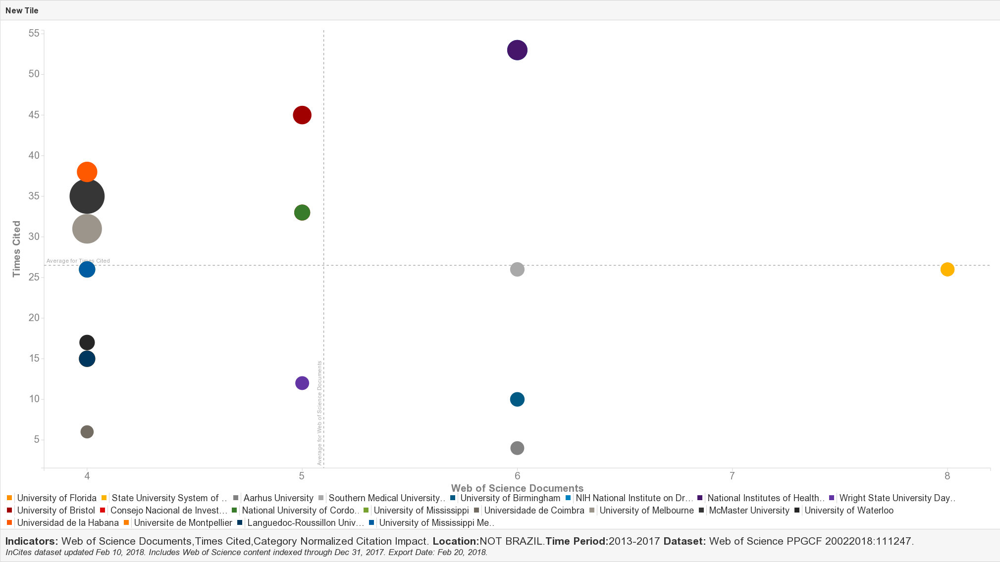 New Tile
55
50
45
40
35
30
25
20
15
10
5
Times Cited
Average for Times Cited
Average for Web of Science Documents
4 5 6 7 8
Web of Science Documents
University of Florida State University System of .. Aarhus University Southern Medical University.. University of Birmingham NIH National Institute on Dr... National Institutes of Health.. Wright State University Day..
University of Bristol Consejo Nacional de Invest... National University of Cordo.. University of Mississippi Universidade de Coimbra University of Melbourne McMaster University University of Waterloo
Universidad de la Habana Universite de Montpellier Languedoc-Roussillon Univ... University of Mississippi Me..
Indicators: Web of Science Documents,Times Cited,Category Normalized Citation Impact. Location:NOT BRAZIL.Time Period:2013-2017 Dataset: Web of Science PPGCF 20022018:111247.
InCites dataset updated Feb 10, 2018. Includes Web of Science content indexed through Dec 31, 2017. Export Date: Feb 20, 2018.